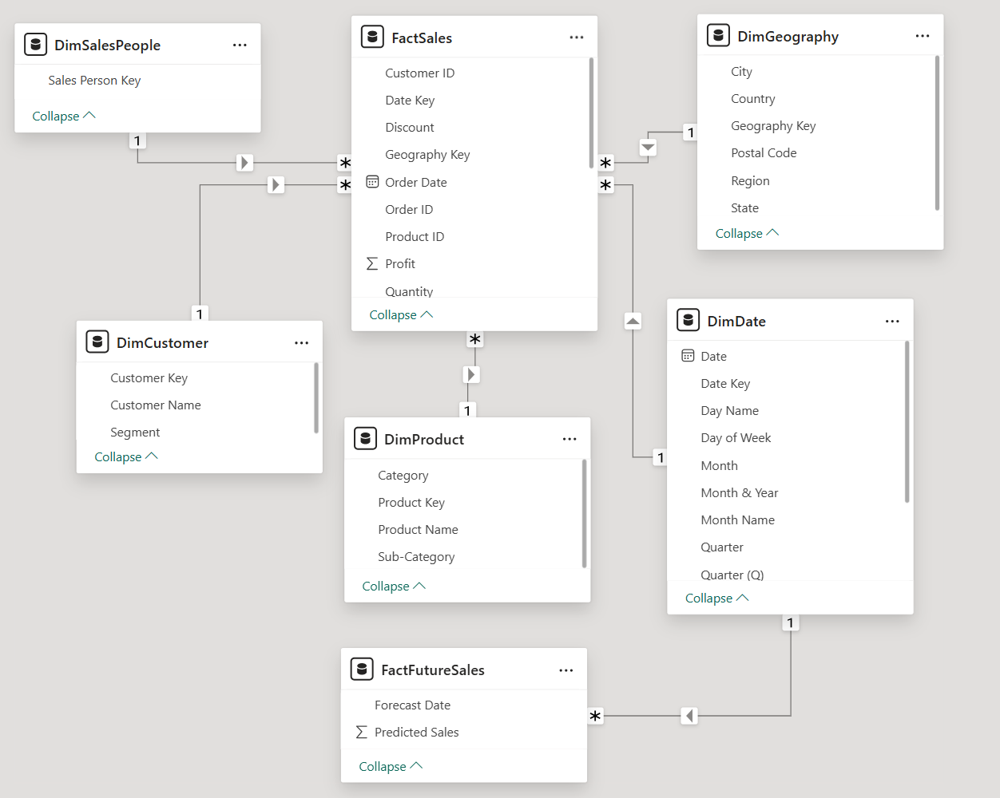 DimSalesPeople
Sales Person Key
Collapse
1
*
*
FactSales
Customer ID
Date Key
Discount
Geography Key
Order Date
Order ID
Product ID
Profit
Quantity
Collapse
*
*
*
DimGeography
City
Country
Geography Key
Postal Code
Region
State
Collapse
1
1
DimCustomer
Customer Key
Customer Name
Segment
Collapse
1
DimProduct
Category
Product Key
Product Name
Sub-Category
Collapse
1
DimDate
Date
Date Key
Day Name
Day of Week
Month
Month & Year
Month Name
Quarter
Quarter (Q)
Collapse
1
FactFutureSales
Forecast Date
Σ Predicted Sales
Collapse
*